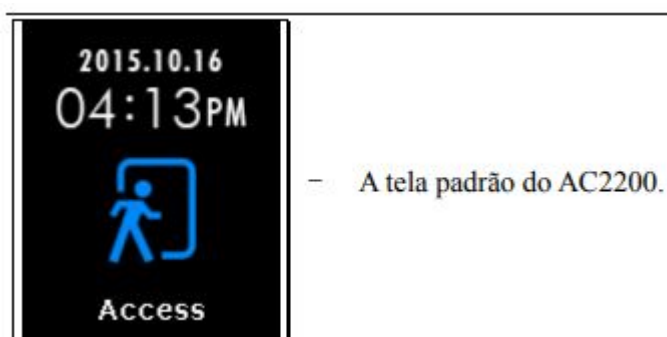 2015.10.16
04:13PM
Access
– A tela padrão do AC2200.